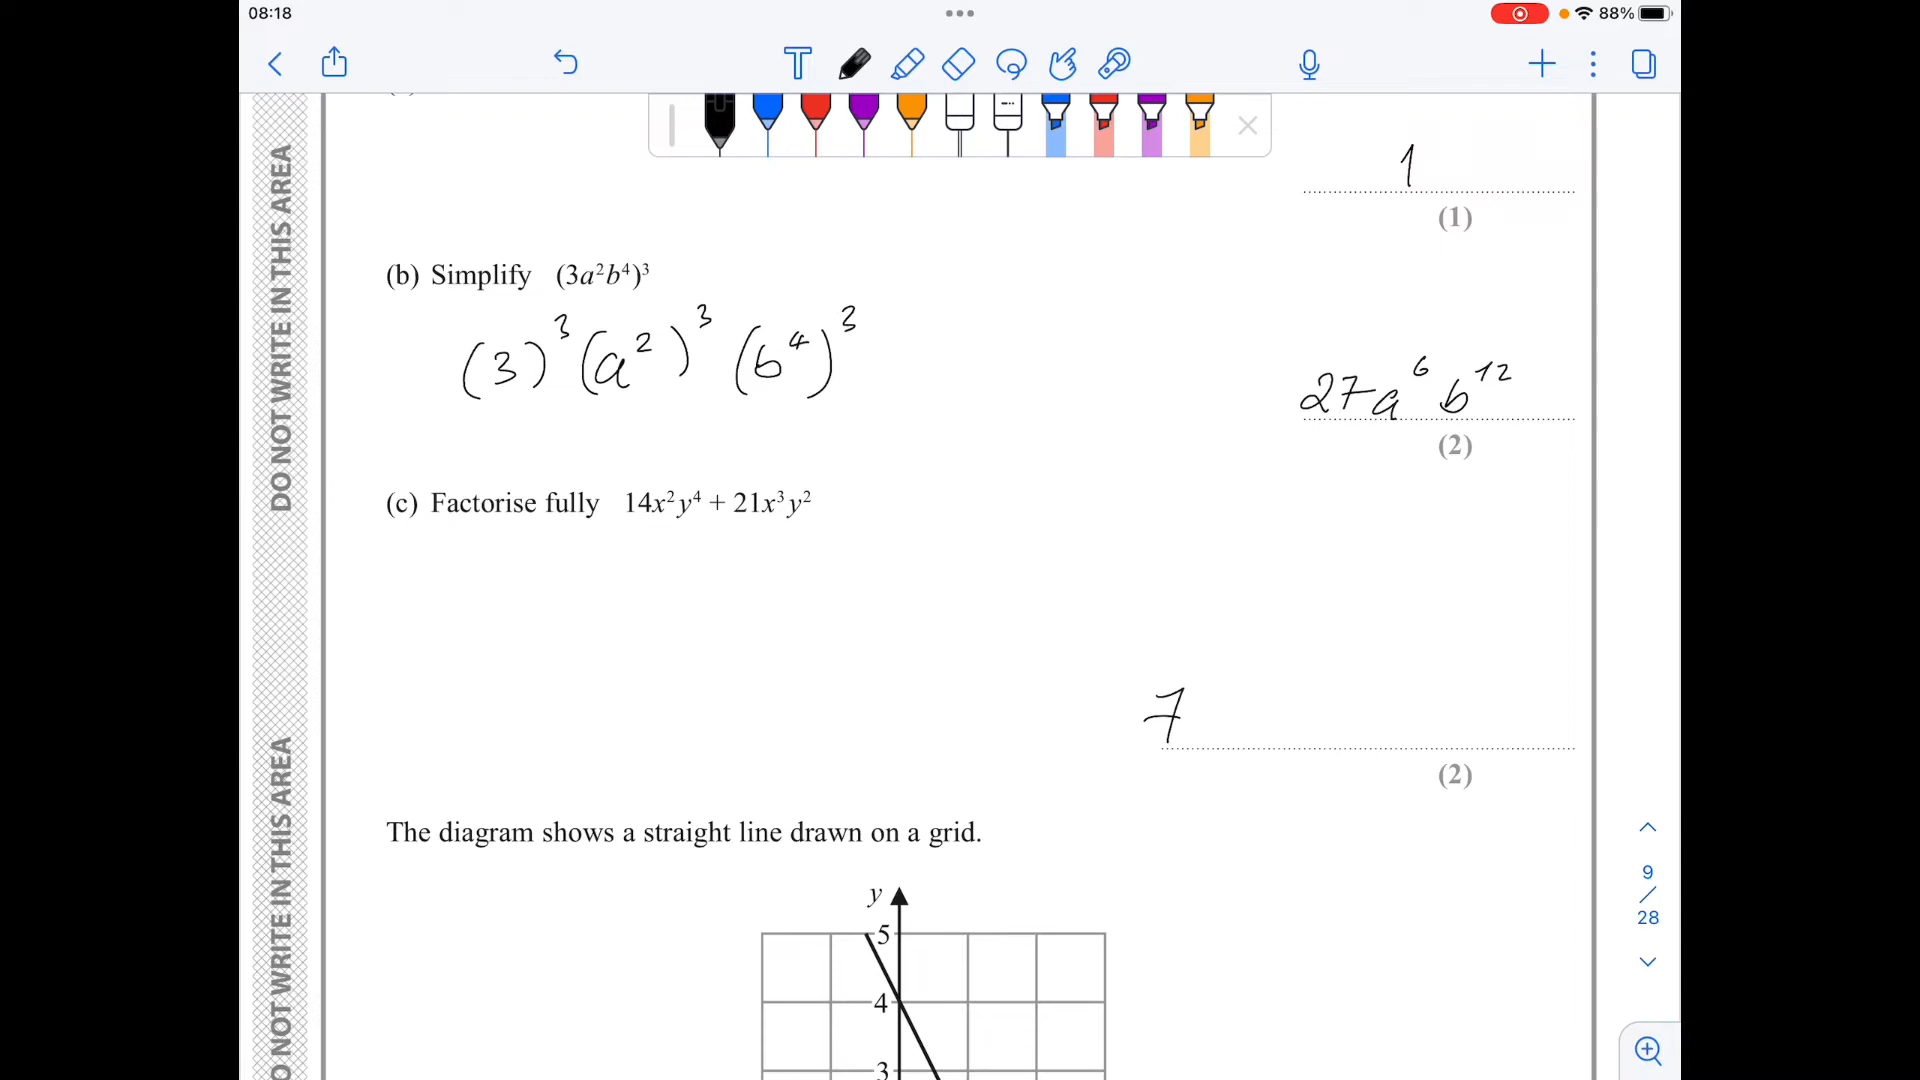 08:18
88%
1
(1)
(b) Simplify (3a²b⁴)³
(3)³(a²)³(b⁴)³
27a⁶b¹²
(2)
(c) Factorise fully 14x²y⁴ + 21x³y²
7
(2)
The diagram shows a straight line drawn on a grid.
y
5
4
3
DO NOT WRITE IN THIS AREA
DO NOT WRITE IN THIS AREA
9
/
28